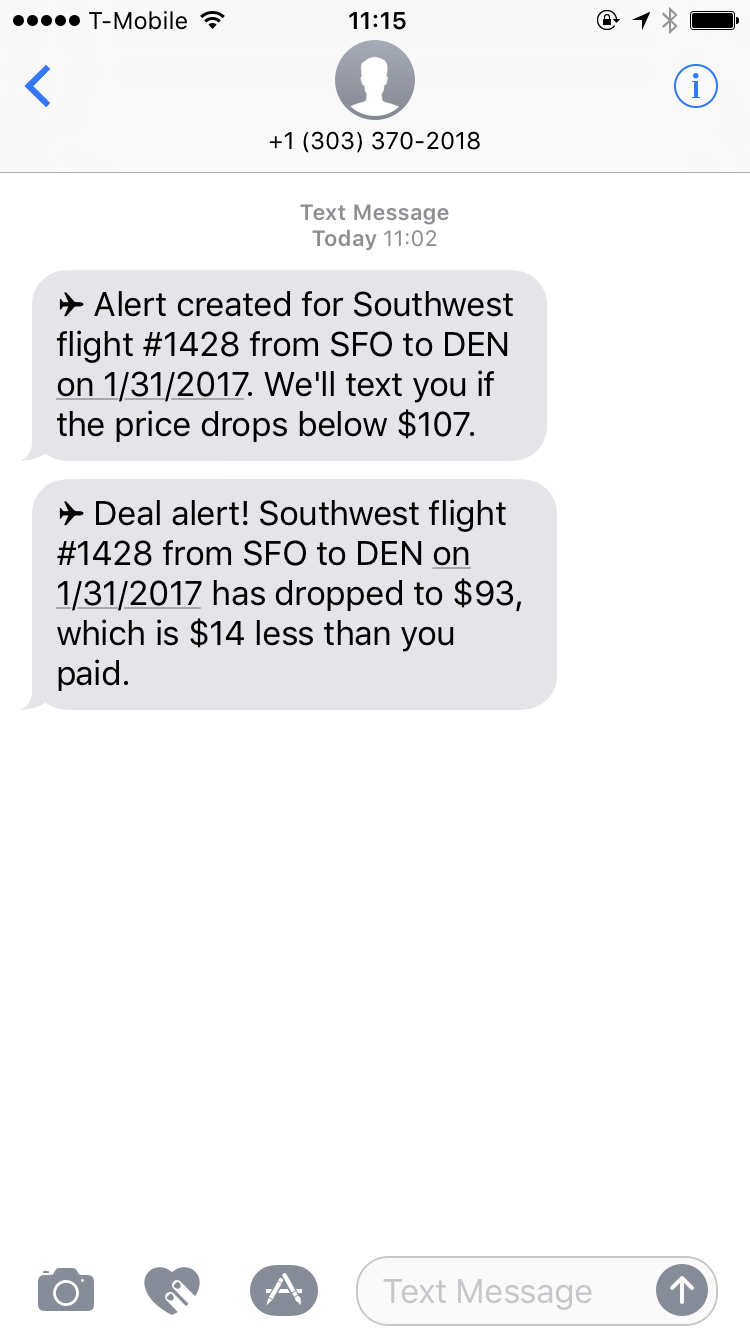 T-Mobile 11:15
+1 (303) 370-2018
Text Message
Today 11:02
✈ Alert created for Southwest
flight #1428 from SFO to DEN
on 1/31/2017. We'll text you if
the price drops below $107.
✈ Deal alert! Southwest flight
#1428 from SFO to DEN on
1/31/2017 has dropped to $93,
which is $14 less than you
paid.
Text Message